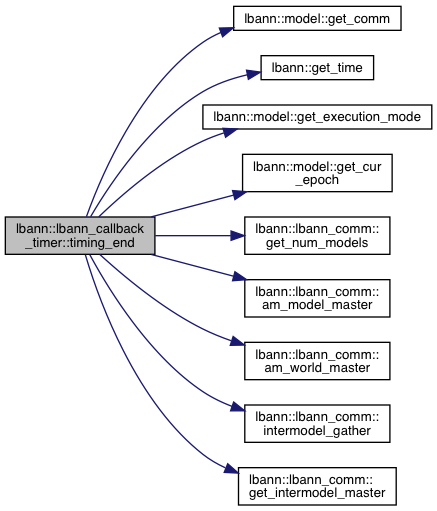 lbann::model::get_comm
lbann::get_time
lbann::model::get_execution_mode
lbann::model::get_cur
_epoch
lbann::lbann_callback
_timer::timing_end
lbann::lbann_comm::
get_num_models
lbann::lbann_comm::
am_model_master
lbann::lbann_comm::
am_world_master
lbann::lbann_comm::
intermodel_gather
lbann::lbann_comm::
get_intermodel_master